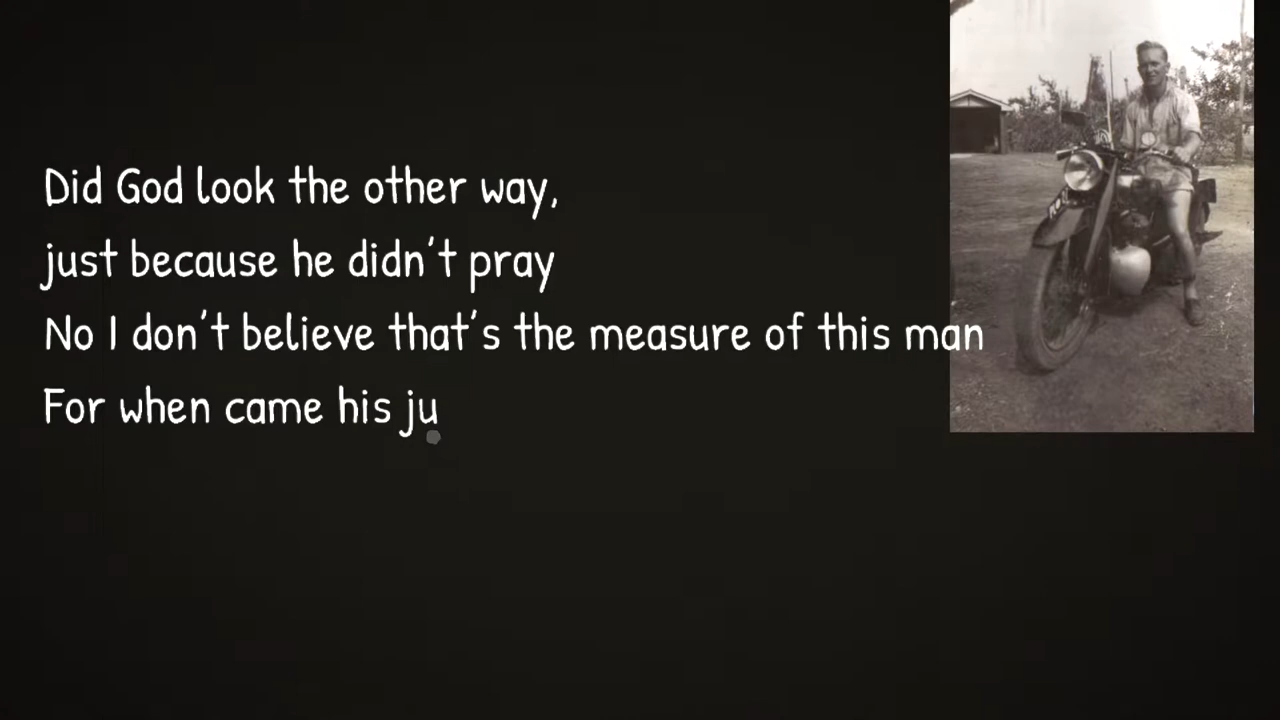 Did God look the other way,
just because he didn't pray
No I don't believe that's the measure of this man
For when came his ju